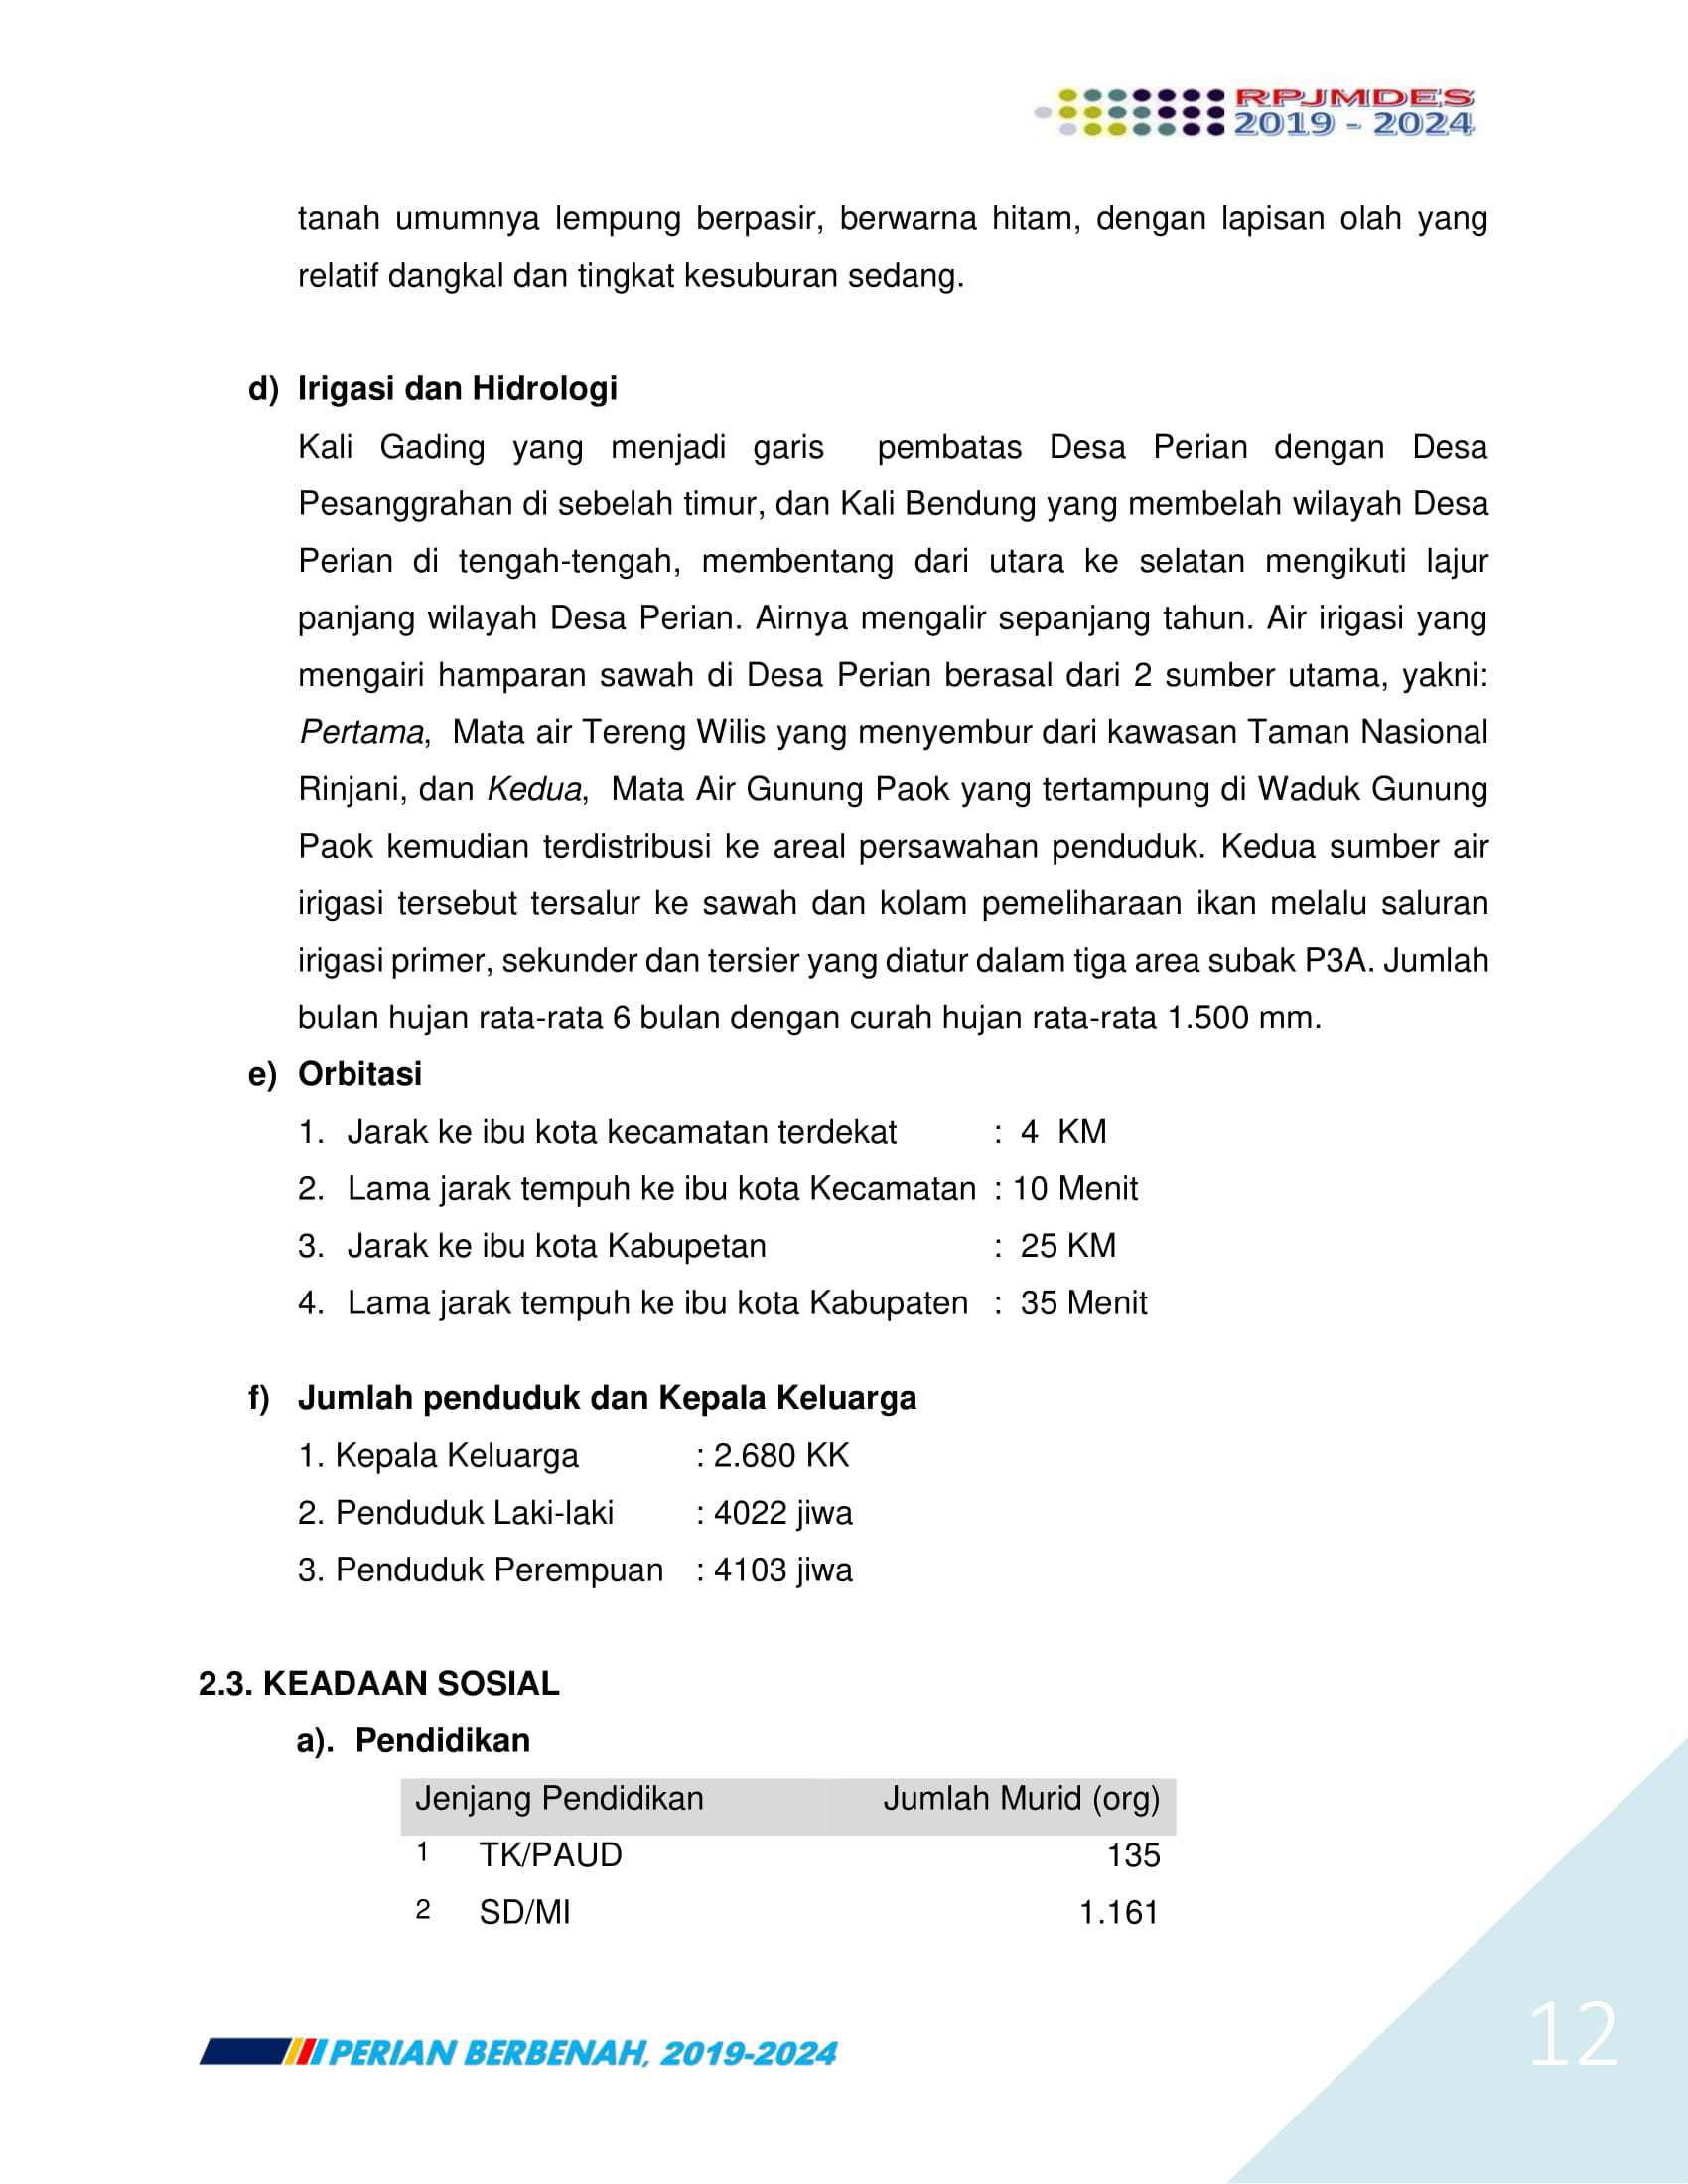 RPJMDES
2019 - 2024
tanah umumnya lempung berpasir, berwarna hitam, dengan lapisan olah yang
relatif dangkal dan tingkat kesuburan sedang.
d) Irigasi dan Hidrologi
Kali Gading yang menjadi garis pembatas Desa Perian dengan Desa
Pesanggrahan di sebelah timur, dan Kali Bendung yang membelah wilayah Desa
Perian di tengah-tengah, membentang dari utara ke selatan mengikuti lajur
panjang wilayah Desa Perian. Airnya mengalir sepanjang tahun. Air irigasi yang
mengairi hamparan sawah di Desa Perian berasal dari 2 sumber utama, yakni:
Pertama, Mata air Tereng Wilis yang menyembur dari kawasan Taman Nasional
Rinjani, dan Kedua, Mata Air Gunung Paok yang tertampung di Waduk Gunung
Paok kemudian terdistribusi ke areal persawahan penduduk. Kedua sumber air
irigasi tersebut tersalur ke sawah dan kolam pemeliharaan ikan melalu saluran
irigasi primer, sekunder dan tersier yang diatur dalam tiga area subak P3A. Jumlah
bulan hujan rata-rata 6 bulan dengan curah hujan rata-rata 1.500 mm.
e) Orbitasi
1. Jarak ke ibu kota kecamatan terdekat : 4 KM
2. Lama jarak tempuh ke ibu kota Kecamatan : 10 Menit
3. Jarak ke ibu kota Kabupetan : 25 KM
4. Lama jarak tempuh ke ibu kota Kabupaten : 35 Menit
f) Jumlah penduduk dan Kepala Keluarga
1. Kepala Keluarga : 2.680 KK
2. Penduduk Laki-laki : 4022 jiwa
3. Penduduk Perempuan : 4103 jiwa
2.3. KEADAAN SOSIAL
a). Pendidikan
Jenjang Pendidikan Jumlah Murid (org)
1 TK/PAUD 135
2 SD/MI 1.161
PERIAN BERBENAH, 2019-2024
12